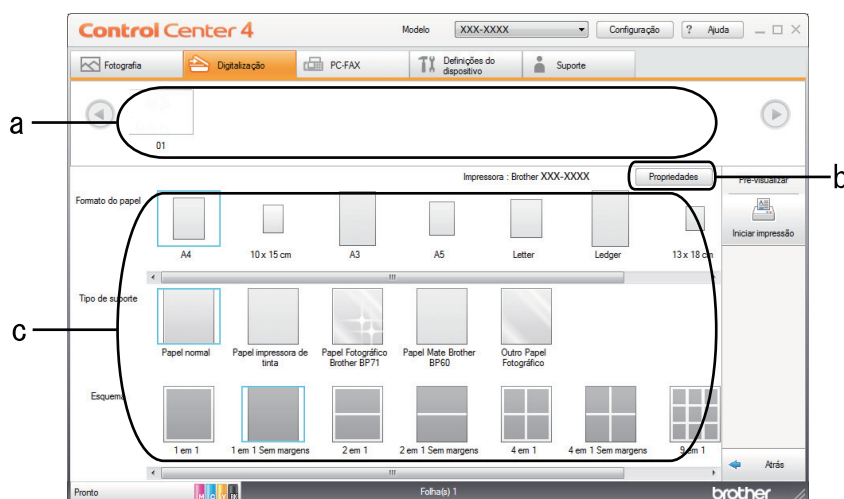 Control Center 4
Modelo
XXX-XXXX
Configuração
? Ajuda
Fotografia
Digitalização
PC-FAX
Definições do
dispositivo
Suporte
a
01
Impressora : Brother XXX-XXXX
Propriedades
b
Pré-visualizar
Formato do papel
A4
10 x 15 cm
A3
A5
Letter
Ledger
13 x 18 cm
Iniciar impressão
Tipo de suporte
c
Papel normal
Papel impressora de
tinta
Papel Fotográfico
Brother BP71
Papel Mate Brother
BP60
Outro Papel
Fotográfico
Esquema
1 em 1
1 em 1 Sem margens
2 em 1
2 em 1 Sem margens
4 em 1
4 em 1 Sem margens
9 em 1
Atrás
Pronto
M C Y BK
Folha(s) 1
brother